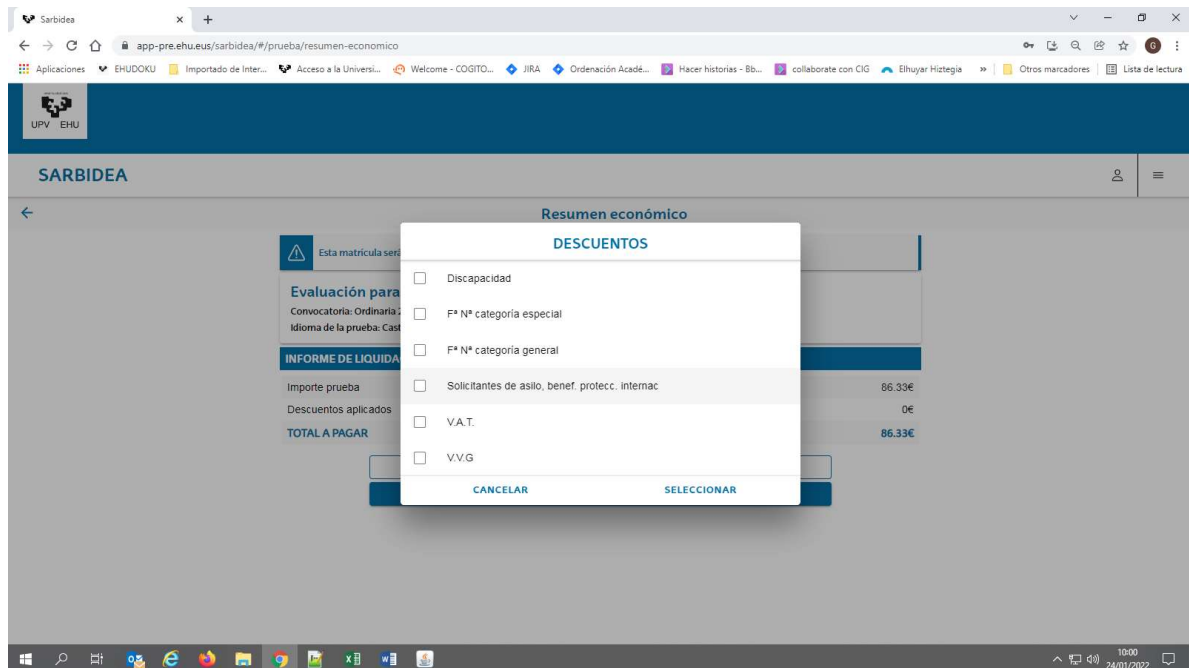 Sarbidea
app-pre.ehu.eus/sarbidea/#/prueba/resumen-economico
G
Aplicaciones EHUDOKU Importado de Inter... Acceso a la Universi... Welcome - COGITO... JIRA Ordenación Acadé... Hacer historias - Bb... collaborate con CIG Elhuyar Hiztegia » Otros marcadores Lista de lectura
UPV EHU
SARBIDEA
Resumen económico
Esta matrícula será
DESCUENTOS
Discapacidad
Evaluación para
Convocatoria: Ordinaria 2
Fª Nª categoría especial
Idioma de la prueba: Cast
Fª Nª categoría general
INFORME DE LIQUIDA
Solicitantes de asilo, benef. protecc. internac
Importe prueba 86.33€
Descuentos aplicados 0€
V.A.T.
TOTAL A PAGAR 86.33€
V.V.G
CANCELAR SELECCIONAR
10:00
24/01/2022